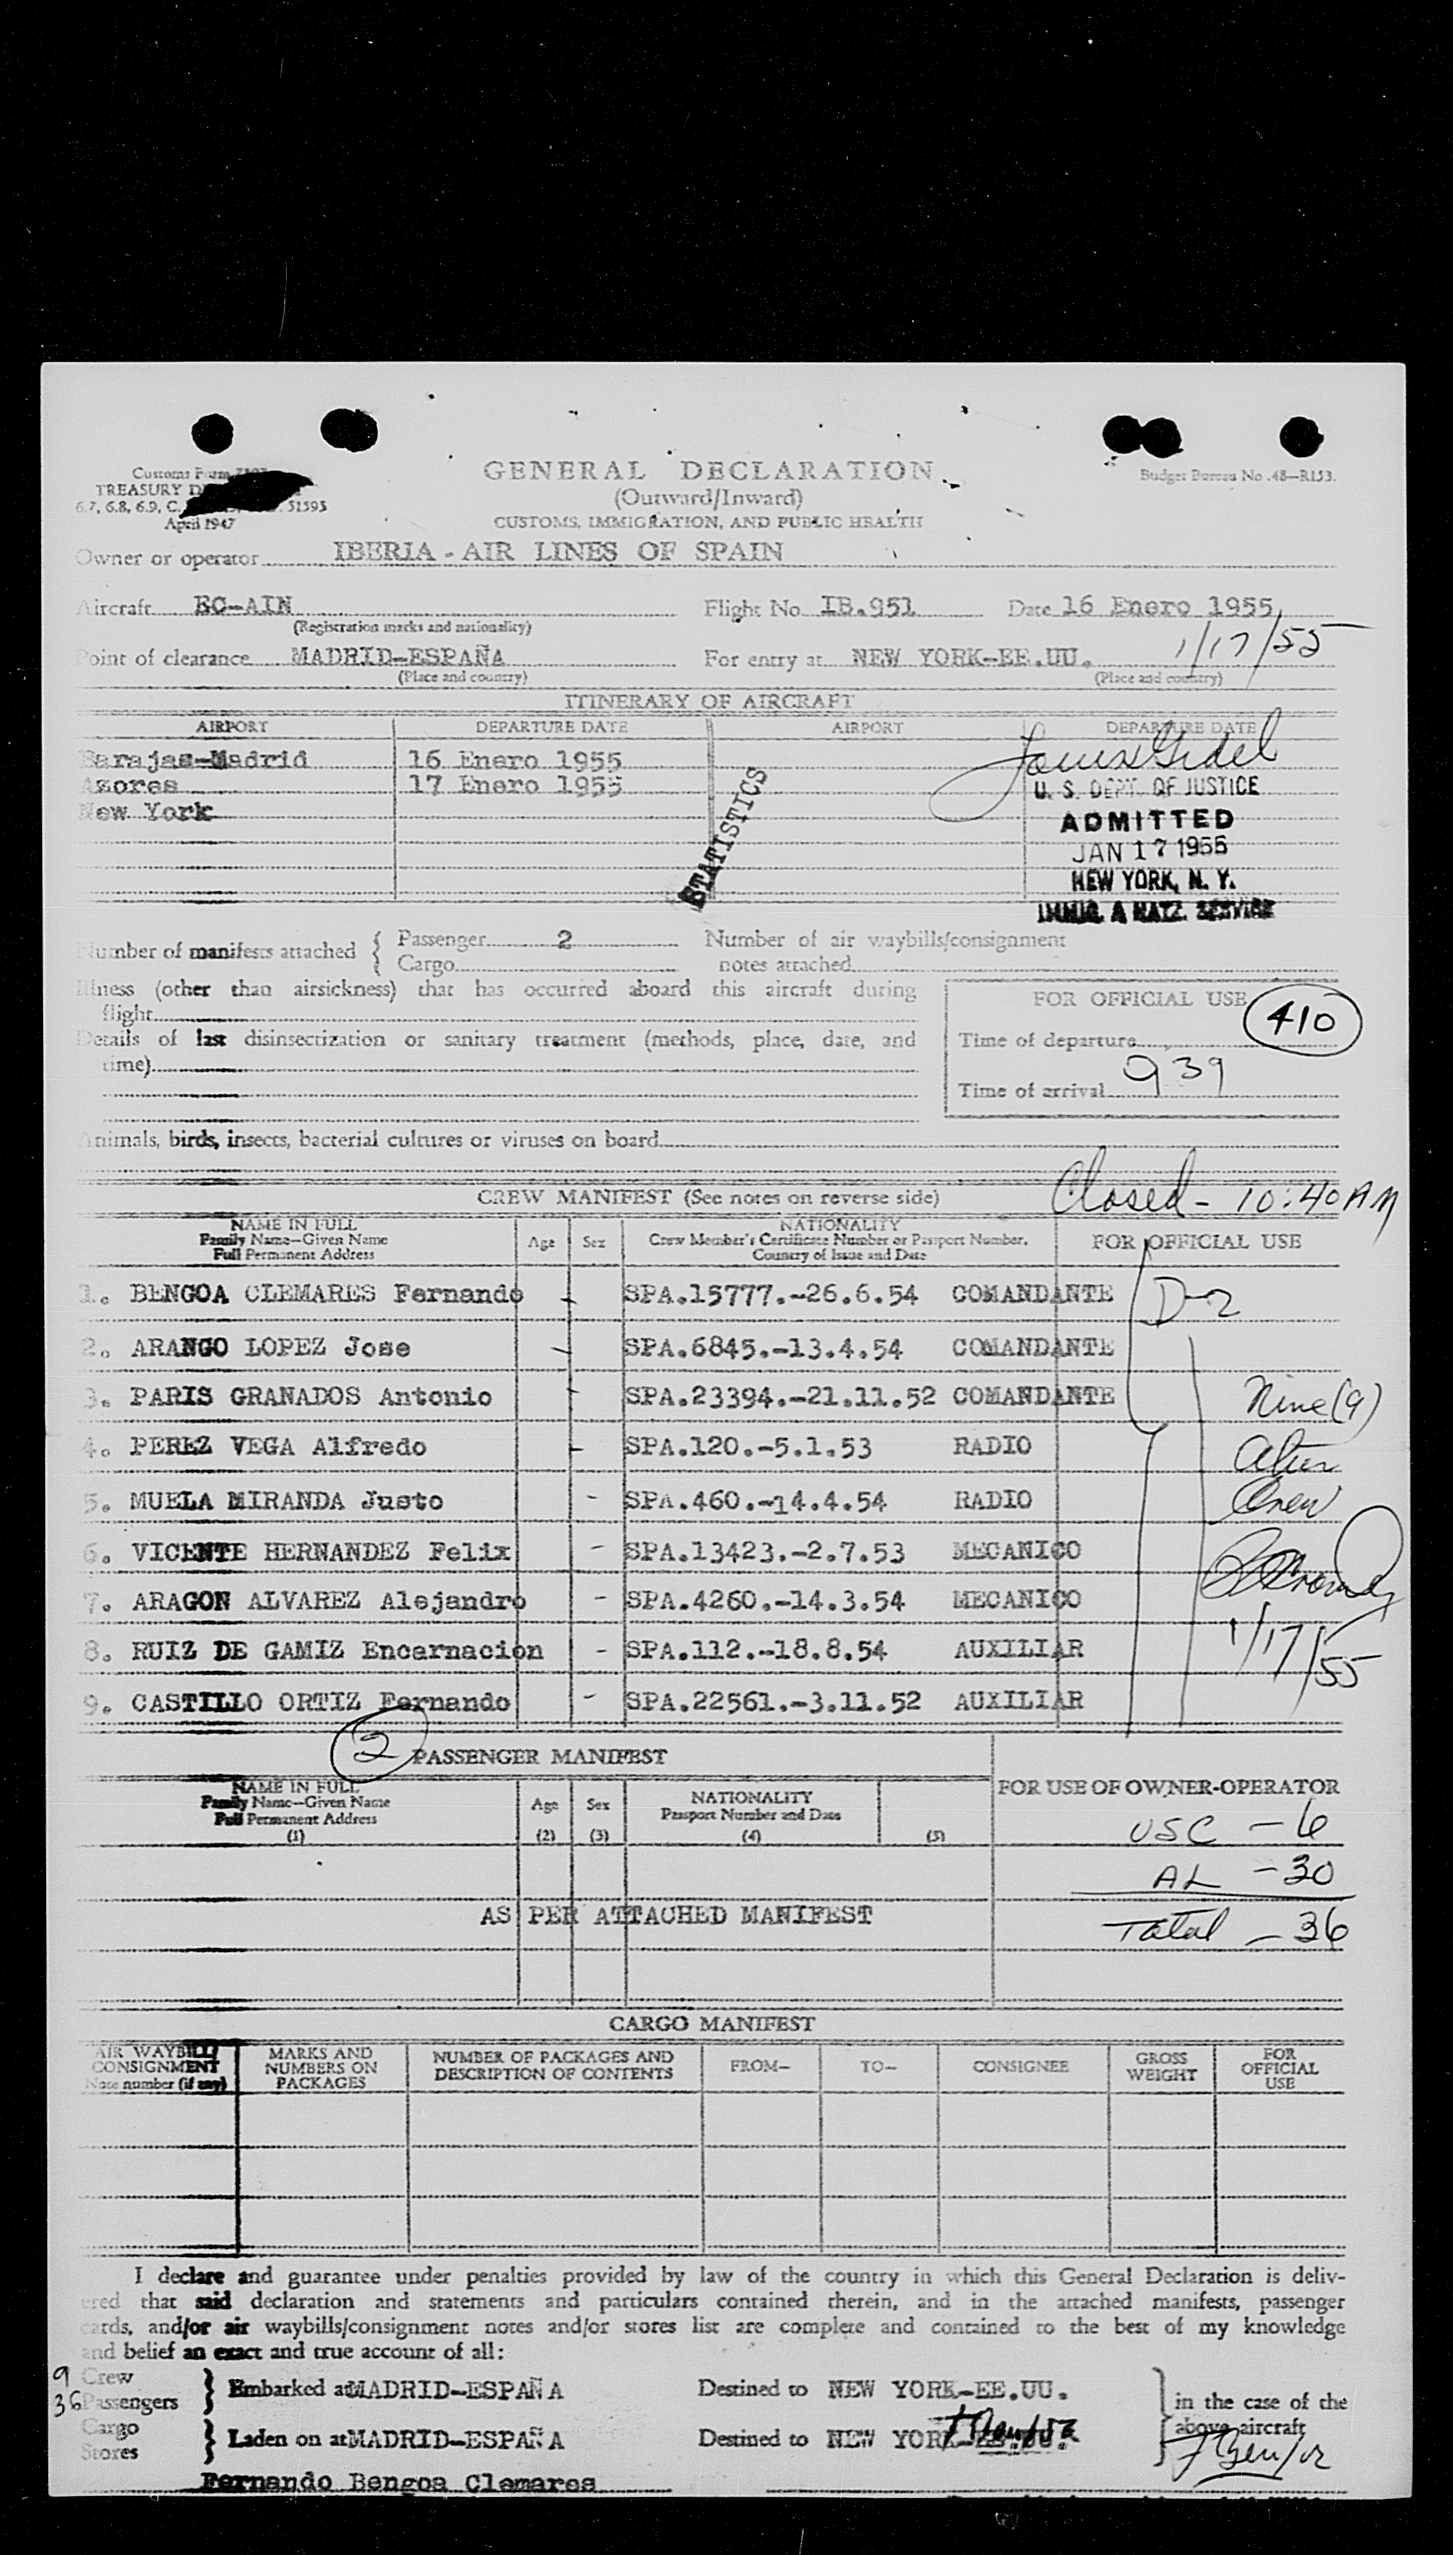 Customs Form
TREASURY
6.7, 6.8, 6.9, C. 51593
April 1947
GENERAL DECLARATION
(Outward/Inward)
CUSTOMS, IMMIGRATION, AND PUBLIC HEALTH
Budget Bureau No. 48—R153.
Owner or operator IBERIA - AIR LINES OF SPAIN
Aircraft EC-AIN Flight No. IB.951 Date 16 Enero 1955
(Registration marks and nationality)
1/17/55
Point of clearance MADRID-ESPAÑA For entry at NEW YORK-EE.UU.
(Place and country) (Place and country)
ITINERARY OF AIRCRAFT
AIRPORT DEPARTURE DATE AIRPORT DEPARTURE DATE
Barajas-Madrid 16 Enero 1955
Azores 17 Enero 1955
New York
STATISTICS
U. S. DEPT. OF JUSTICE
ADMITTED
JAN 17 1955
NEW YORK, N. Y.
IMMIG. & NATZ. SERVICE
Number of manifests attached { Passenger 2 Number of air waybills/consignment
Cargo notes attached
Illness (other than airsickness) that has occurred aboard this aircraft during
flight
Details of last disinsectization or sanitary treatment (methods, place, date, and
time)
FOR OFFICIAL USE 410
Time of departure
Time of arrival 939
Animals, birds, insects, bacterial cultures or viruses on board
Closed - 10:40 AM
CREW MANIFEST (See notes on reverse side)
NAME IN FULL
Family Name—Given Name
Full Permanent Address
Age Sex
NATIONALITY
Crew Member's Certificate Number or Passport Number,
Country of Issue and Date
FOR OFFICIAL USE
1. BENGOA CLEMARES Fernando SPA.15777.-26.6.54 COMANDANTE D-2
2. ARANGO LOPEZ Jose SPA.6845.-13.4.54 COMANDANTE
3. PARIS GRANADOS Antonio SPA.23394.-21.11.52 COMANDANTE Nine (9)
4. PEREZ VEGA Alfredo - SPA.120.-5.1.53 RADIO
5. MUELA MIRANDA Justo - SPA.460.-14.4.54 RADIO Crew
6. VICENTE HERNANDEZ Felix - SPA.13423.-2.7.53 MECANICO
7. ARAGON ALVAREZ Alejandro - SPA.4260.-14.3.54 MECANICO
8. RUIZ DE GAMIZ Encarnación - SPA.112.-18.8.54 AUXILIAR 1/17/55
9. CASTILLO ORTIZ Fernando - SPA.22561.-3.11.52 AUXILIAR
2 PASSENGER MANIFEST
NAME IN FULL
Family Name—Given Name
Full Permanent Address
(1)
Age
(2)
Sex
(3)
NATIONALITY
Passport Number and Date
(4)
(5)
FOR USE OF OWNER-OPERATOR
USC - 6
AL - 30
AS PER ATTACHED MANIFEST
Total - 36
CARGO MANIFEST
AIR WAYBILL/
CONSIGNMENT
Note number (if any)
MARKS AND
NUMBERS ON
PACKAGES
NUMBER OF PACKAGES AND
DESCRIPTION OF CONTENTS
FROM—
TO—
CONSIGNEE
GROSS
WEIGHT
FOR
OFFICIAL
USE
I declare and guarantee under penalties provided by law of the country in which this General Declaration is deliv-
ered that said declaration and statements and particulars contained therein, and in the attached manifests, passenger
cards, and/or air waybills/consignment notes and/or stores list are complete and contained to the best of my knowledge
and belief an exact and true account of all:
9 Crew
36 Passengers } Embarked at MADRID-ESPAÑA Destined to NEW YORK-EE.UU. } in the case of the
above aircraft
Cargo
Stores } Laden on at MADRID-ESPAÑA Destined to NEW YORK-EE.UU.
Fernando Bengoa Clemares